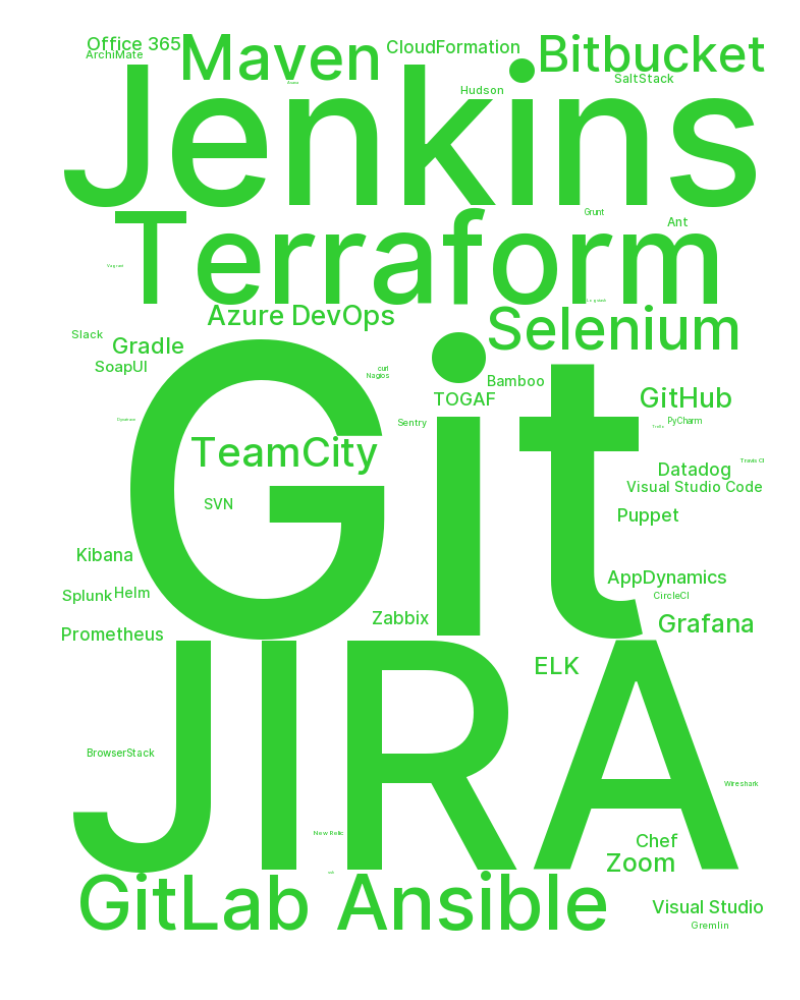 Office 365
ArchiMate
Maven
CloudFormation
Bitbucket
SaltStack
Hudson
Jenkins
Grunt
Ant
Terraform
Azure DevOps
Selenium
Slack
Gradle
SoapUI
curl
Nagios
Bamboo
TOGAF
GitHub
PyCharm
Sentry
TeamCity
Git
Travis CI
Datadog
Visual Studio Code
SVN
Puppet
Kibana
AppDynamics
Splunk
Helm
CircleCI
Zabbix
Grafana
Prometheus
ELK
JIRA
BrowserStack
Wireshark
New Relic
Chef
Zoom
GitLab
Ansible
Visual Studio
Gremlin